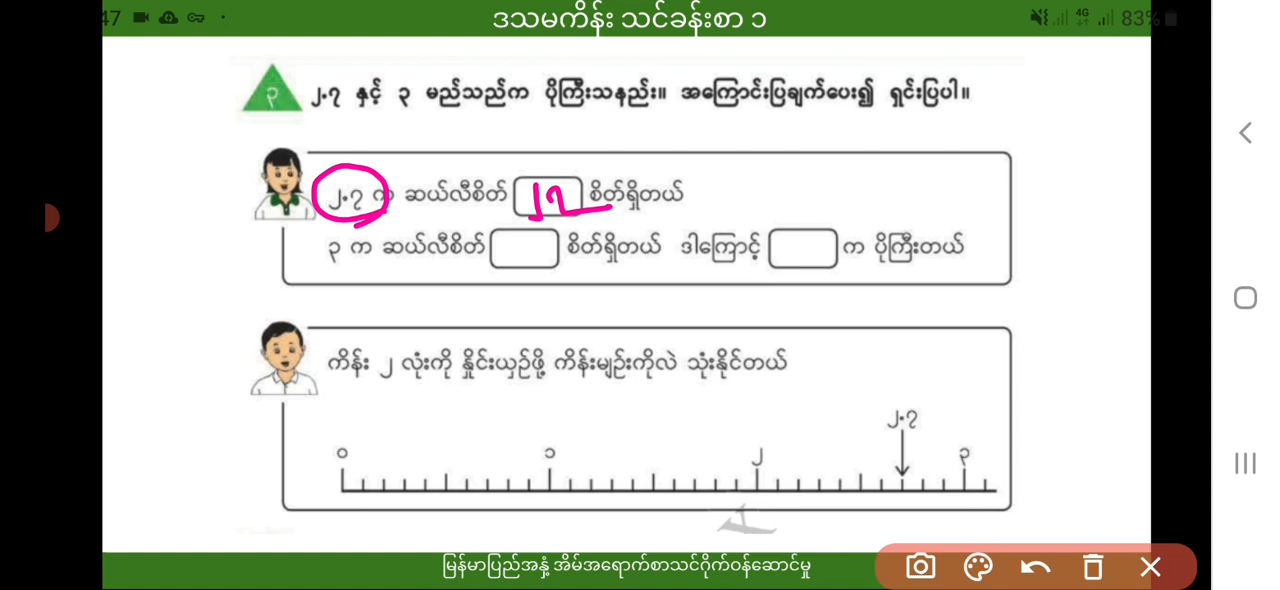 47
83%
4G
ဒသမကိန်း သင်ခန်းစာ ၁
၃ ၂.၇ နှင့် ၃ မည်သည်က ပိုကြီးသနည်း။ အကြောင်းပြချက်ပေး၍ ရှင်းပြပါ။
၂.၇ က ဆယ်လီစိတ် ၂၇ စိတ်ရှိတယ်
၃ က ဆယ်လီစိတ် စိတ်ရှိတယ် ဒါကြောင့် က ပိုကြီးတယ်
ကိန်း ၂ လုံးကို နှိုင်းယှဉ်ဖို့ ကိန်းမျဉ်းကိုလဲ သုံးနိုင်တယ်
၂.၇
၀ ၁ ၂ ၃
မြန်မာပြည်အနှံ့ အိမ်အရောက်စာသင်ဂိုက်ဝန်ဆောင်မှု